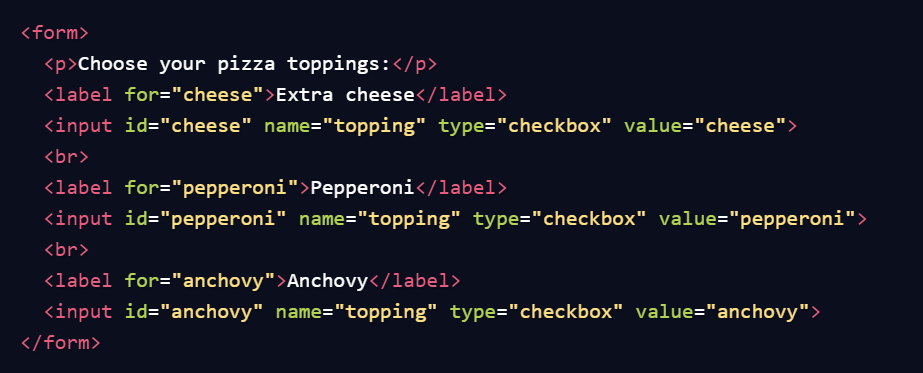 <form>
<p>Choose your pizza toppings:</p>
<label for="cheese">Extra cheese</label>
<input id="cheese" name="topping" type="checkbox" value="cheese">
<br>
<label for="pepperoni">Pepperoni</label>
<input id="pepperoni" name="topping" type="checkbox" value="pepperoni">
<br>
<label for="anchovy">Anchovy</label>
<input id="anchovy" name="topping" type="checkbox" value="anchovy">
</form>